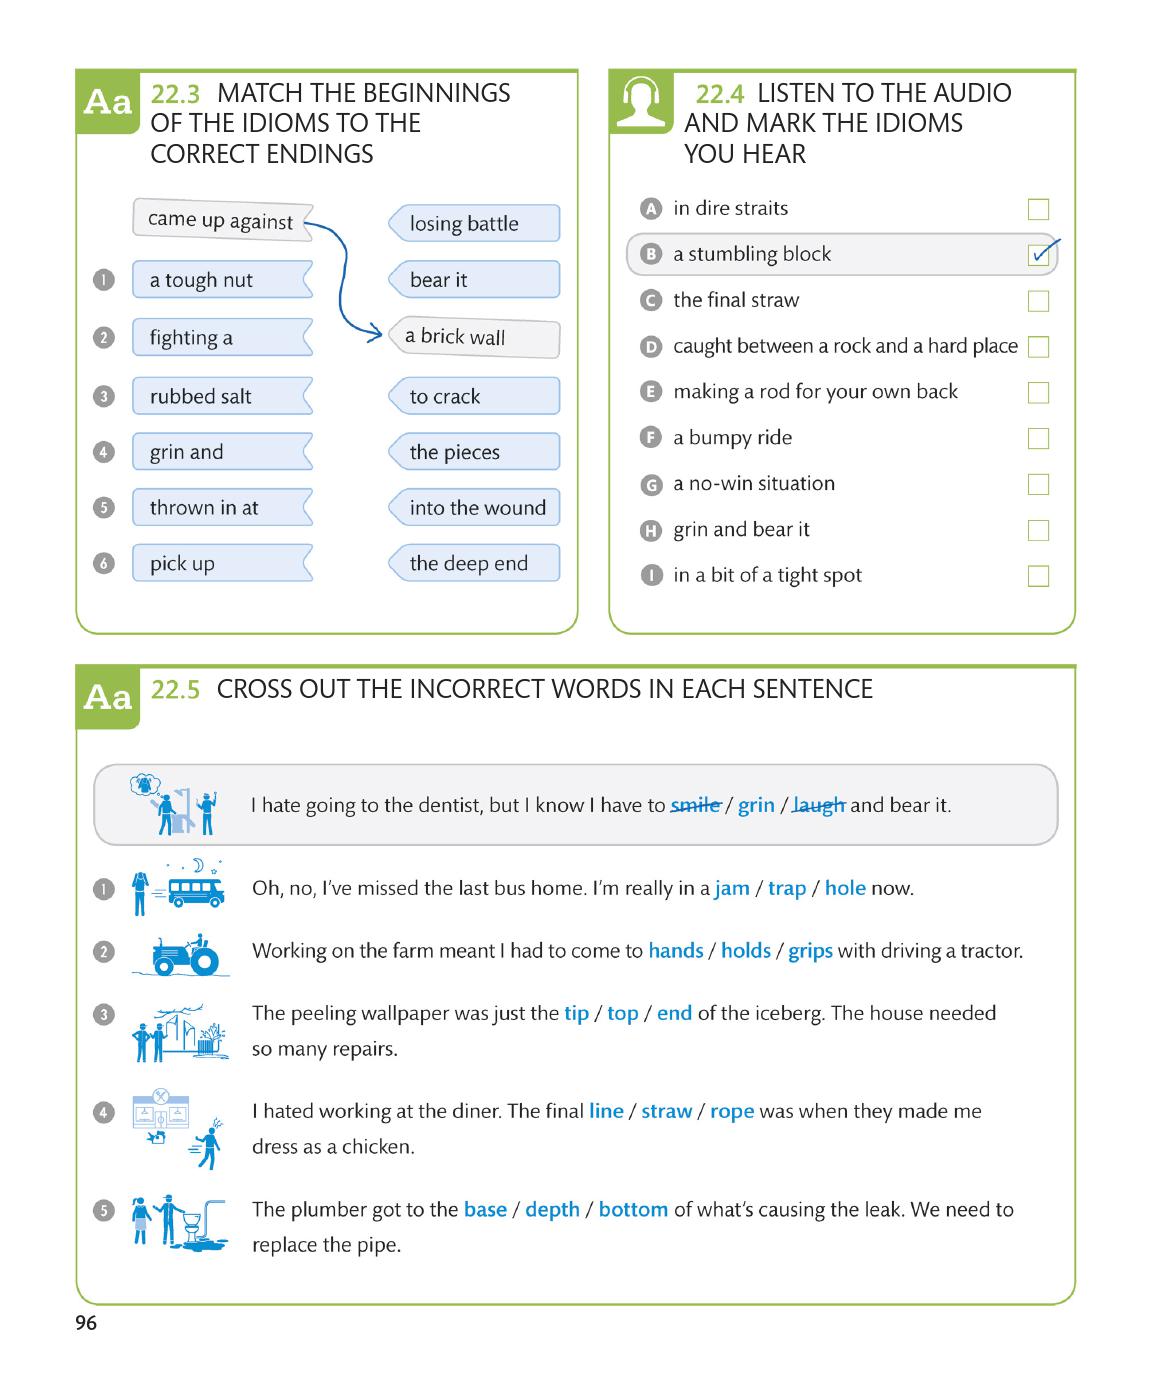 Aa
22.3 MATCH THE BEGINNINGS
OF THE IDIOMS TO THE
CORRECT ENDINGS
came up against
losing battle
1 a tough nut
bear it
2 fighting a
a brick wall
3 rubbed salt
to crack
4 grin and
the pieces
5 thrown in at
into the wound
6 pick up
the deep end
22.4 LISTEN TO THE AUDIO
AND MARK THE IDIOMS
YOU HEAR
A in dire straits
B a stumbling block
C the final straw
D caught between a rock and a hard place
E making a rod for your own back
F a bumpy ride
G a no-win situation
H grin and bear it
I in a bit of a tight spot
Aa
22.5 CROSS OUT THE INCORRECT WORDS IN EACH SENTENCE
I hate going to the dentist, but I know I have to smile / grin / laugh and bear it.
1 Oh, no, I've missed the last bus home. I'm really in a jam / trap / hole now.
2 Working on the farm meant I had to come to hands / holds / grips with driving a tractor.
3 The peeling wallpaper was just the tip / top / end of the iceberg. The house needed
so many repairs.
4 I hated working at the diner. The final line / straw / rope was when they made me
dress as a chicken.
5 The plumber got to the base / depth / bottom of what's causing the leak. We need to
replace the pipe.
96